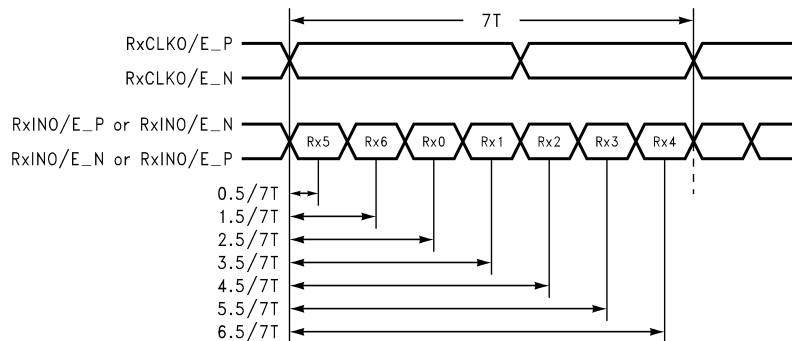 7T
RxCLKO/E_P
RxCLKO/E_N
RxINO/E_P or RxINO/E_N
RxINO/E_N or RxINO/E_P
Rx5 Rx6 Rx0 Rx1 Rx2 Rx3 Rx4
0.5/7T
1.5/7T
2.5/7T
3.5/7T
4.5/7T
5.5/7T
6.5/7T